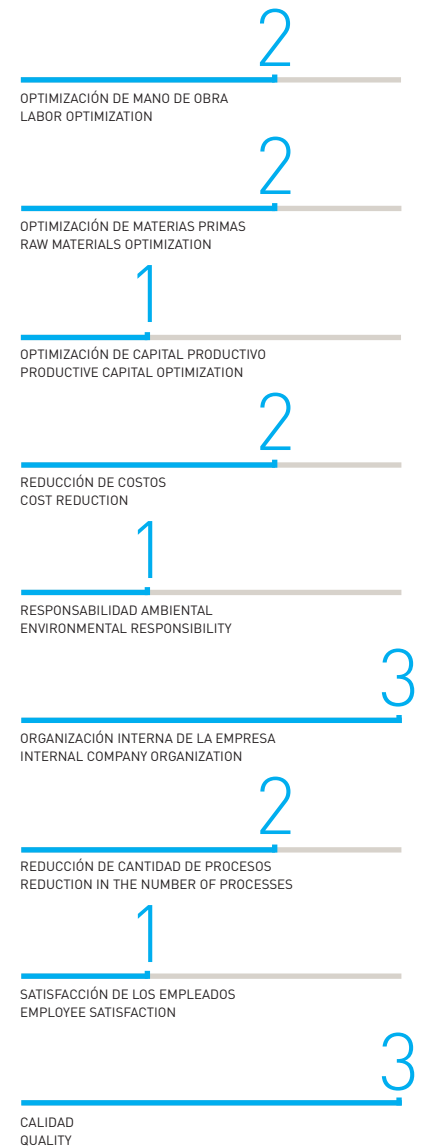 2
OPTIMIZACIÓN DE MANO DE OBRA
LABOR OPTIMIZATION
2
OPTIMIZACIÓN DE MATERIAS PRIMAS
RAW MATERIALS OPTIMIZATION
1
OPTIMIZACIÓN DE CAPITAL PRODUCTIVO
PRODUCTIVE CAPITAL OPTIMIZATION
2
REDUCCIÓN DE COSTOS
COST REDUCTION
1
RESPONSABILIDAD AMBIENTAL
ENVIRONMENTAL RESPONSIBILITY
3
ORGANIZACIÓN INTERNA DE LA EMPRESA
INTERNAL COMPANY ORGANIZATION
2
REDUCCIÓN DE CANTIDAD DE PROCESOS
REDUCTION IN THE NUMBER OF PROCESSES
1
SATISFACCIÓN DE LOS EMPLEADOS
EMPLOYEE SATISFACTION
3
CALIDAD
QUALITY